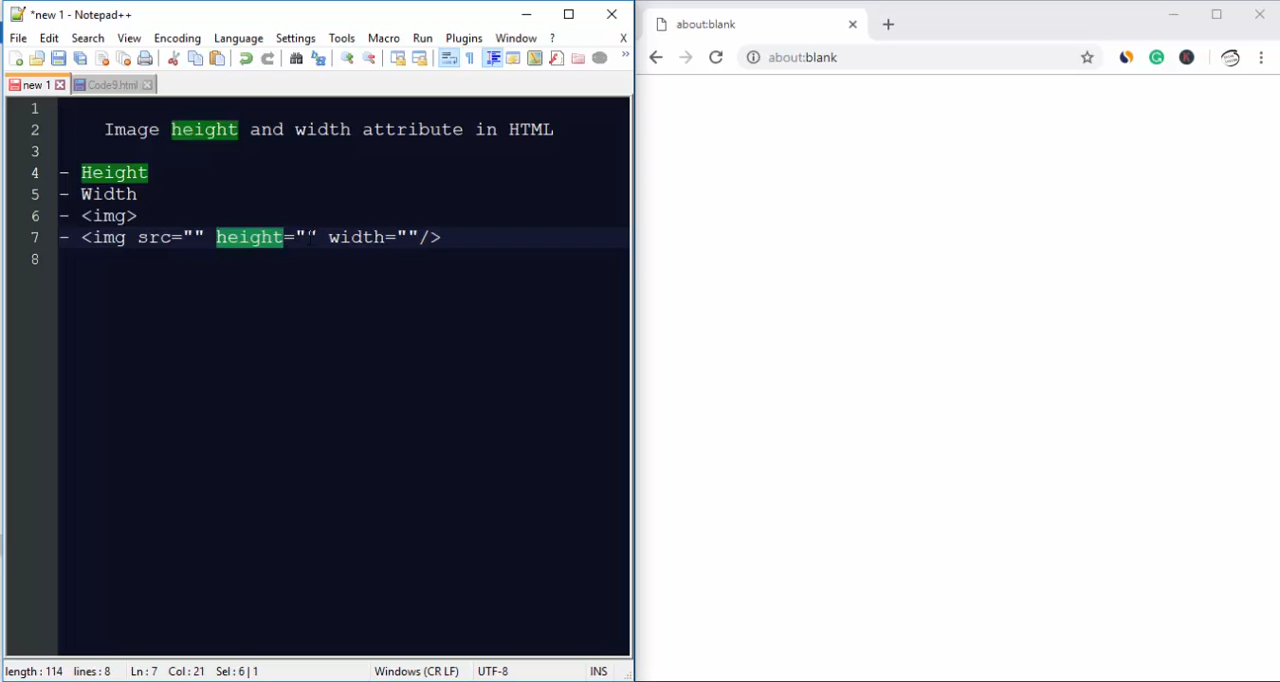 *new 1 - Notepad++
File Edit Search View Encoding Language Settings Tools Macro Run Plugins Window ? X
new 1 Code9.html
1
2 Image height and width attribute in HTML
3
4 - Height
5 - Width
6 - <img>
7 - <img src="" height="" width=""/>
8
length : 114 lines : 8 Ln : 7 Col : 21 Sel : 6 | 1 Windows (CR LF) UTF-8 INS
about:blank
about:blank